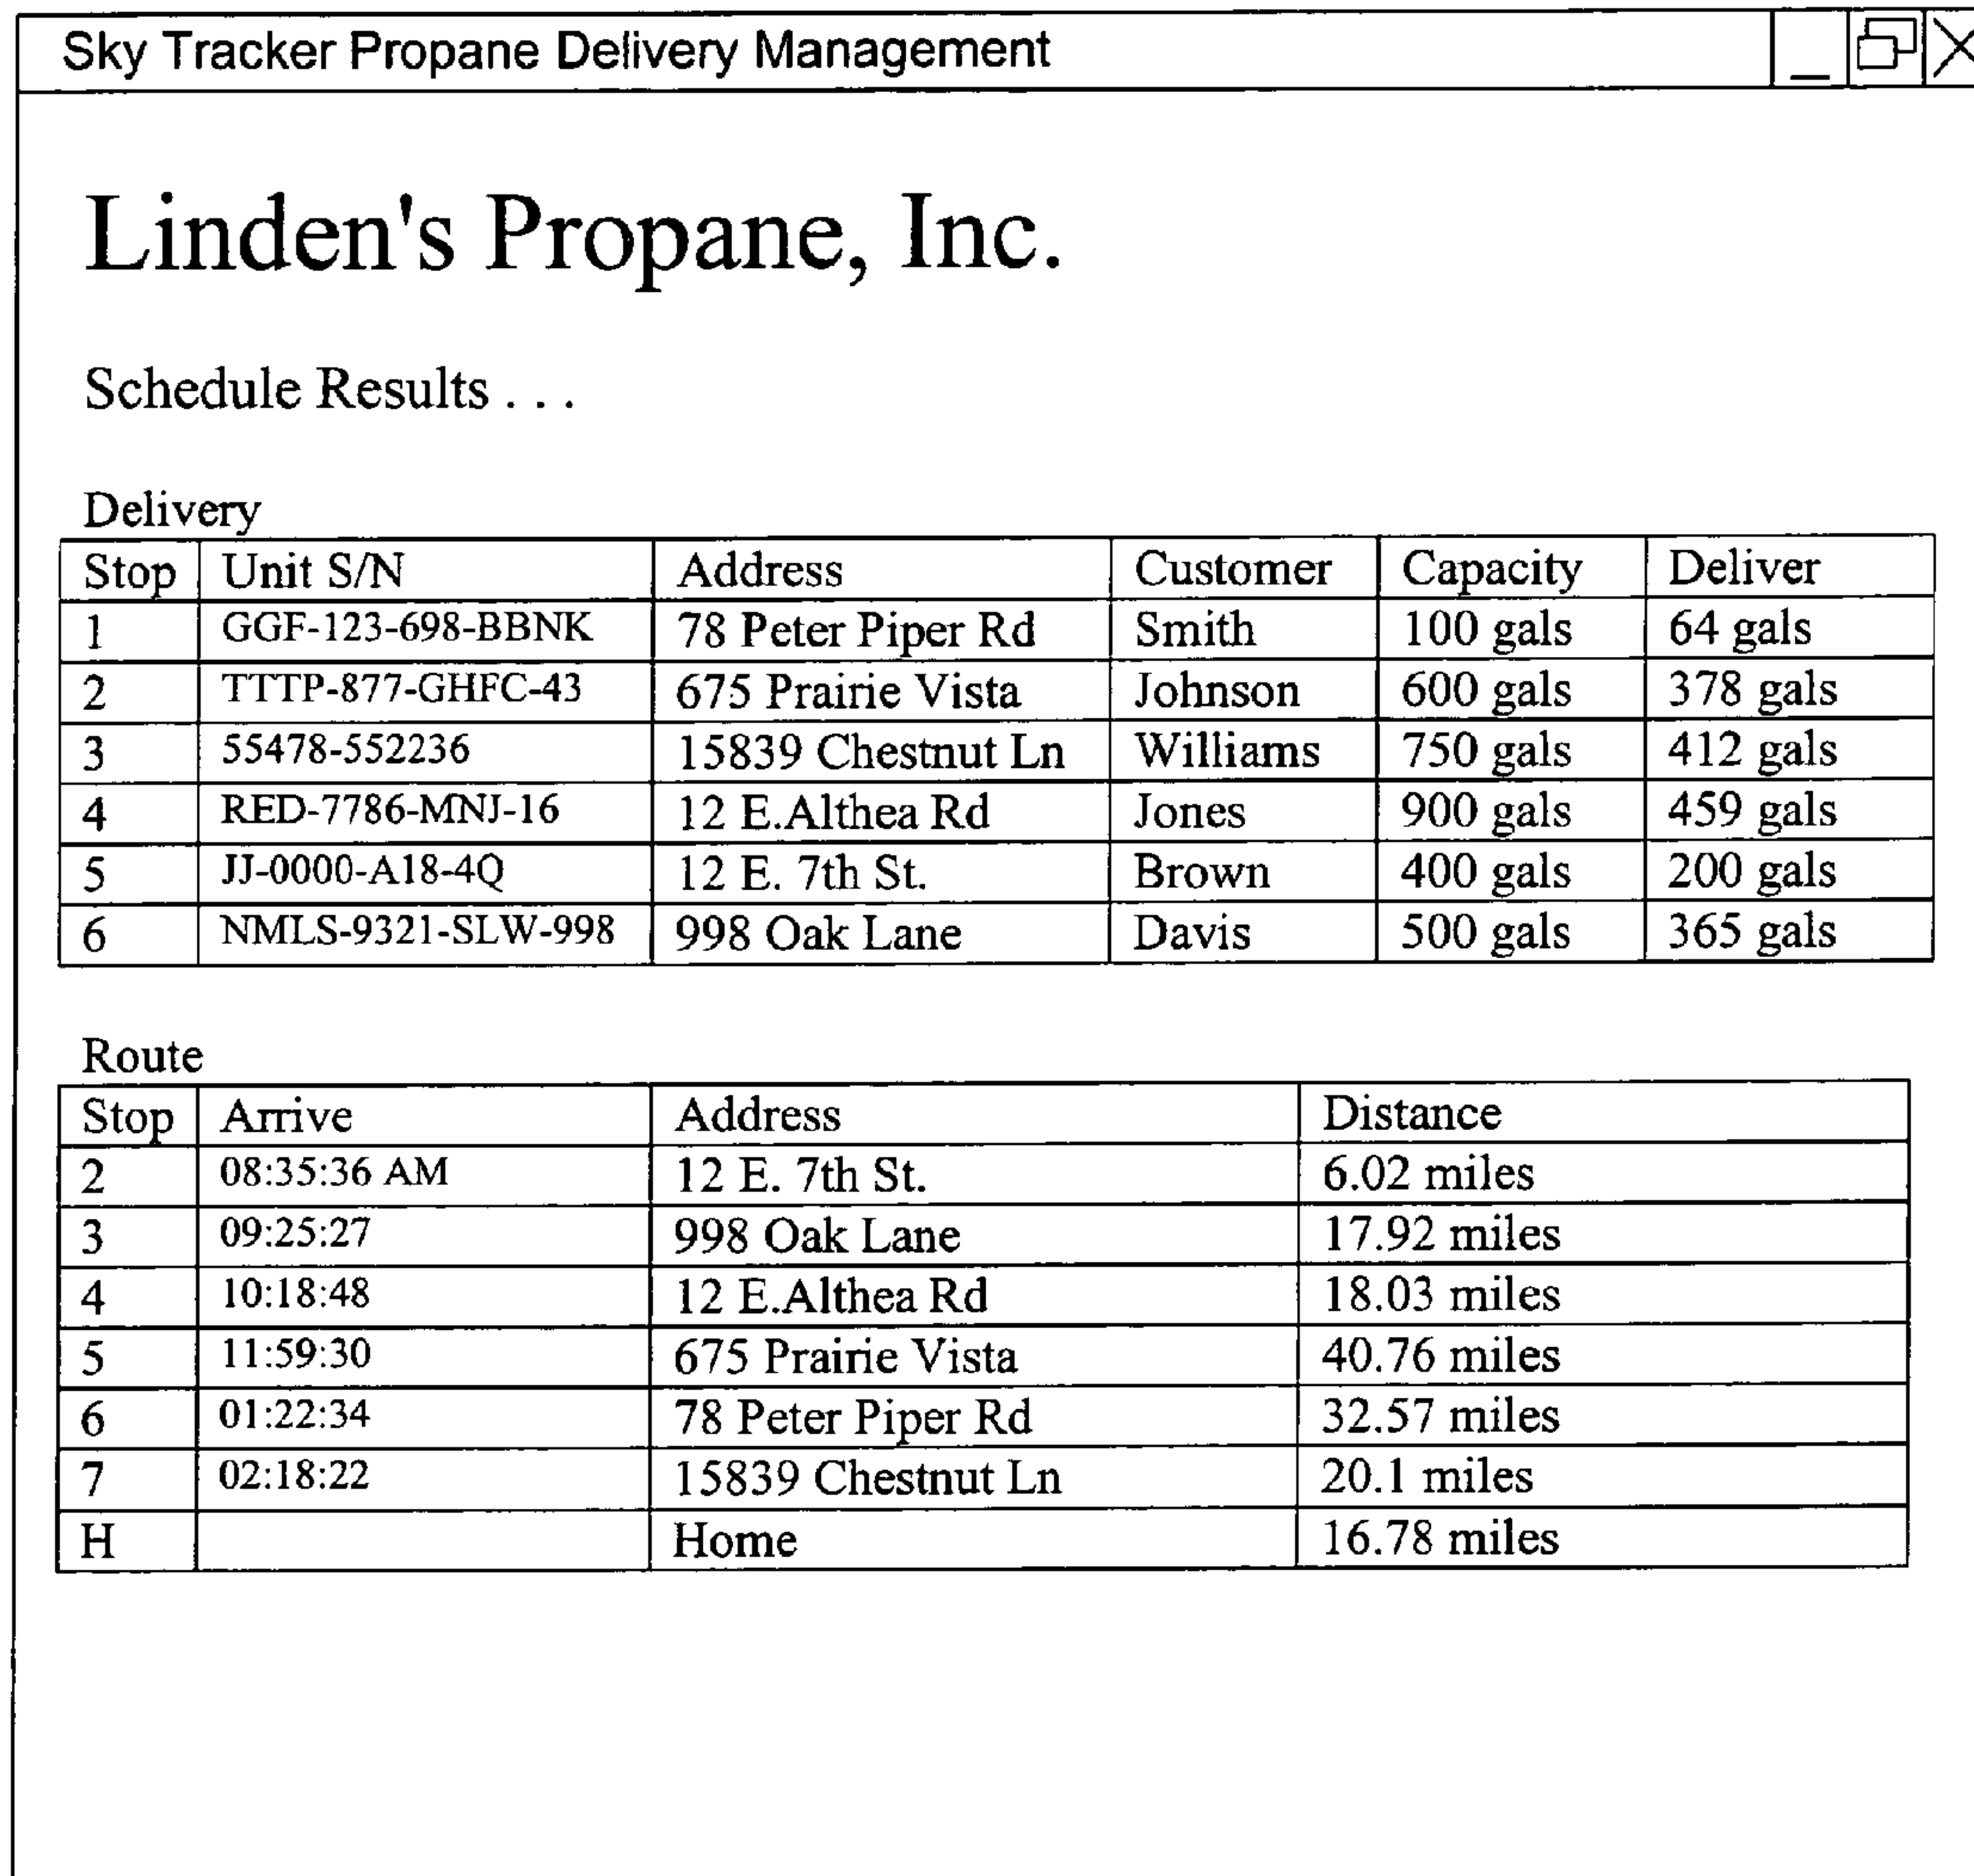 Sky Tracker Propane Delivery Management
Linden's Propane, Inc.
Schedule Results . . .
Delivery
Stop Unit S/N Address Customer Capacity Deliver
1 GGF-123-698-BBNK 78 Peter Piper Rd Smith 100 gals 64 gals
2 TTTP-877-GHFC-43 675 Prairie Vista Johnson 600 gals 378 gals
3 55478-552236 15839 Chestnut Ln Williams 750 gals 412 gals
4 RED-7786-MNJ-16 12 E.Althea Rd Jones 900 gals 459 gals
5 JJ-0000-A18-4Q 12 E. 7th St. Brown 400 gals 200 gals
6 NMLS-9321-SLW-998 998 Oak Lane Davis 500 gals 365 gals
Route
Stop Arrive Address Distance
2 08:35:36 AM 12 E. 7th St. 6.02 miles
3 09:25:27 998 Oak Lane 17.92 miles
4 10:18:48 12 E.Althea Rd 18.03 miles
5 11:59:30 675 Prairie Vista 40.76 miles
6 01:22:34 78 Peter Piper Rd 32.57 miles
7 02:18:22 15839 Chestnut Ln 20.1 miles
H Home 16.78 miles